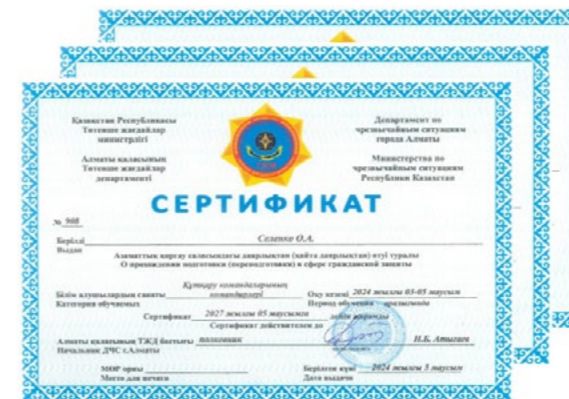 Қазақстан Республикасы
Төтенше жағдайлар
министрлігі
Департамент по
чрезвычайным ситуациям
города Алматы
Алматы қаласының
Төтенше жағдайлар
департаменті
Министерства по
чрезвычайным ситуациям
Республики Казахстан
СЕРТИФИКАТ
№ 908
Берілді Селенко О.А.
Выдан
Азаматтық қорғау саласындағы даярлықтан (қайта даярлықтан) өтуі туралы
О прохождении подготовки (переподготовки) в сфере гражданской защиты
Құтқару командаларының
Білім алушылардың санаты командирлері Оқу кезеңі 2024 жылғы 03-05 маусым
Категория обучаемых Период обучения аралығында
Сертификат 2027 жылғы 05 маусымға дейін жарамды
Сертификат действителен до
Алматы қаласының ТЖД бастығы полковник Н.Б. Атығаев
Начальник ДЧС г.Алматы
МОР орны Берілген күні 2024 жылғы 5 маусым
Место для печати Дата выдачи